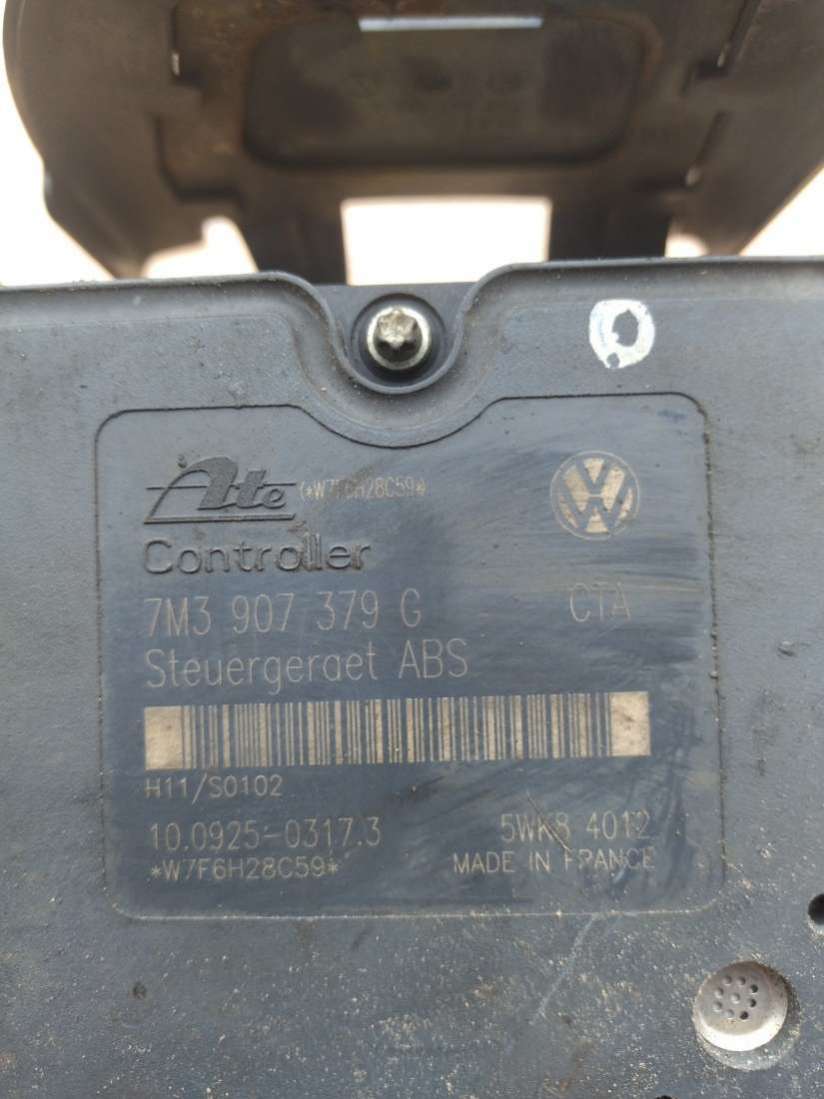 Ate (*W7F6H28C59*
Controller
7M3 907 379 G CTA
Steuergeraet ABS
H11/S0102
10.0925-0317.3 5WK8 4012
*W7F6H28C59* MADE IN FRANCE